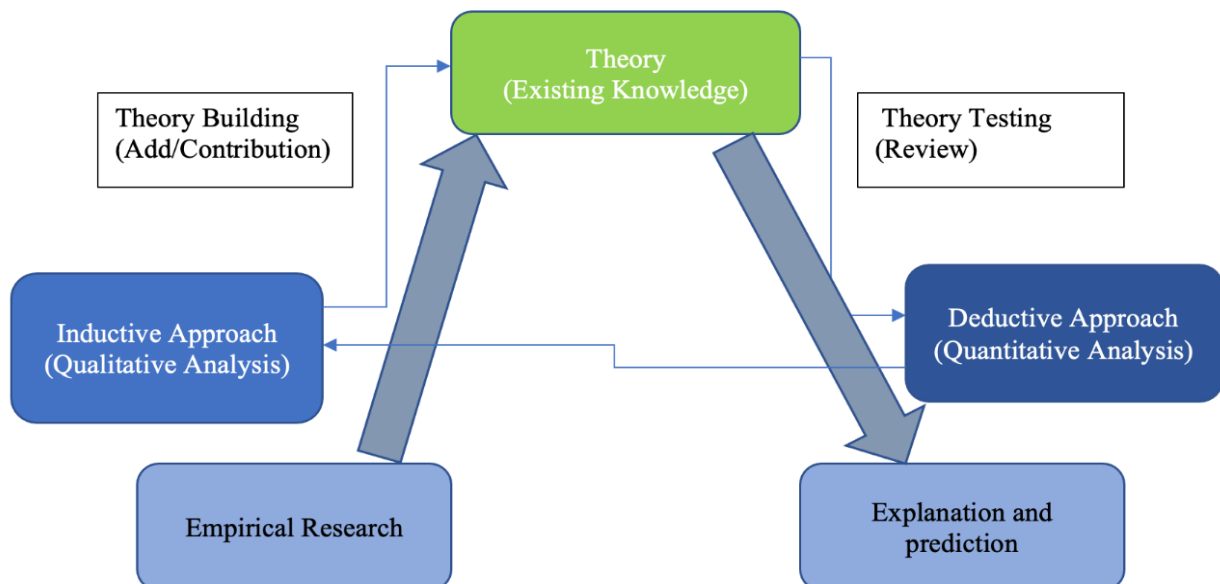 Theory
(Existing Knowledge)
Theory Building
(Add/Contribution)
Theory Testing
(Review)
Inductive Approach
(Qualitative Analysis)
Deductive Approach
(Quantitative Analysis)
Empirical Research
Explanation and
prediction